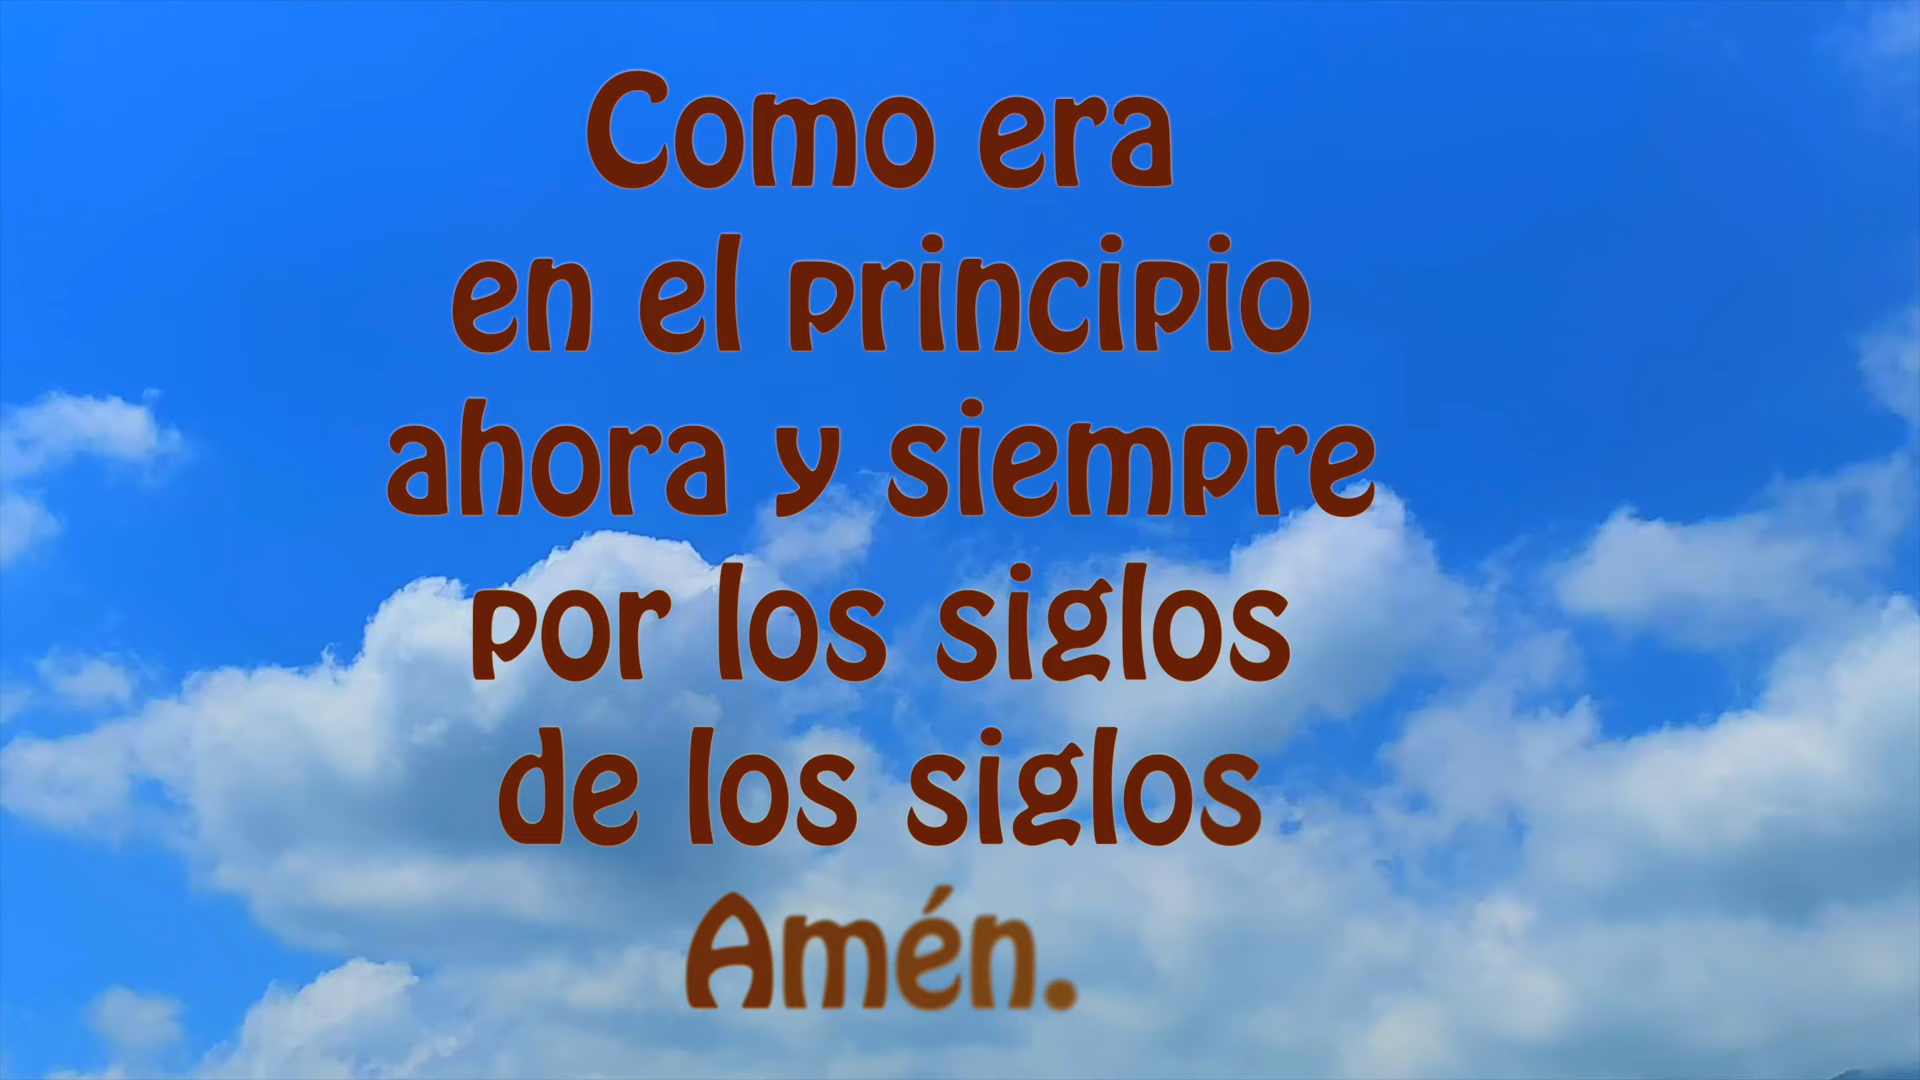 Como era
en el principio
ahora y siempre
por los siglos
de los siglos
Amén.